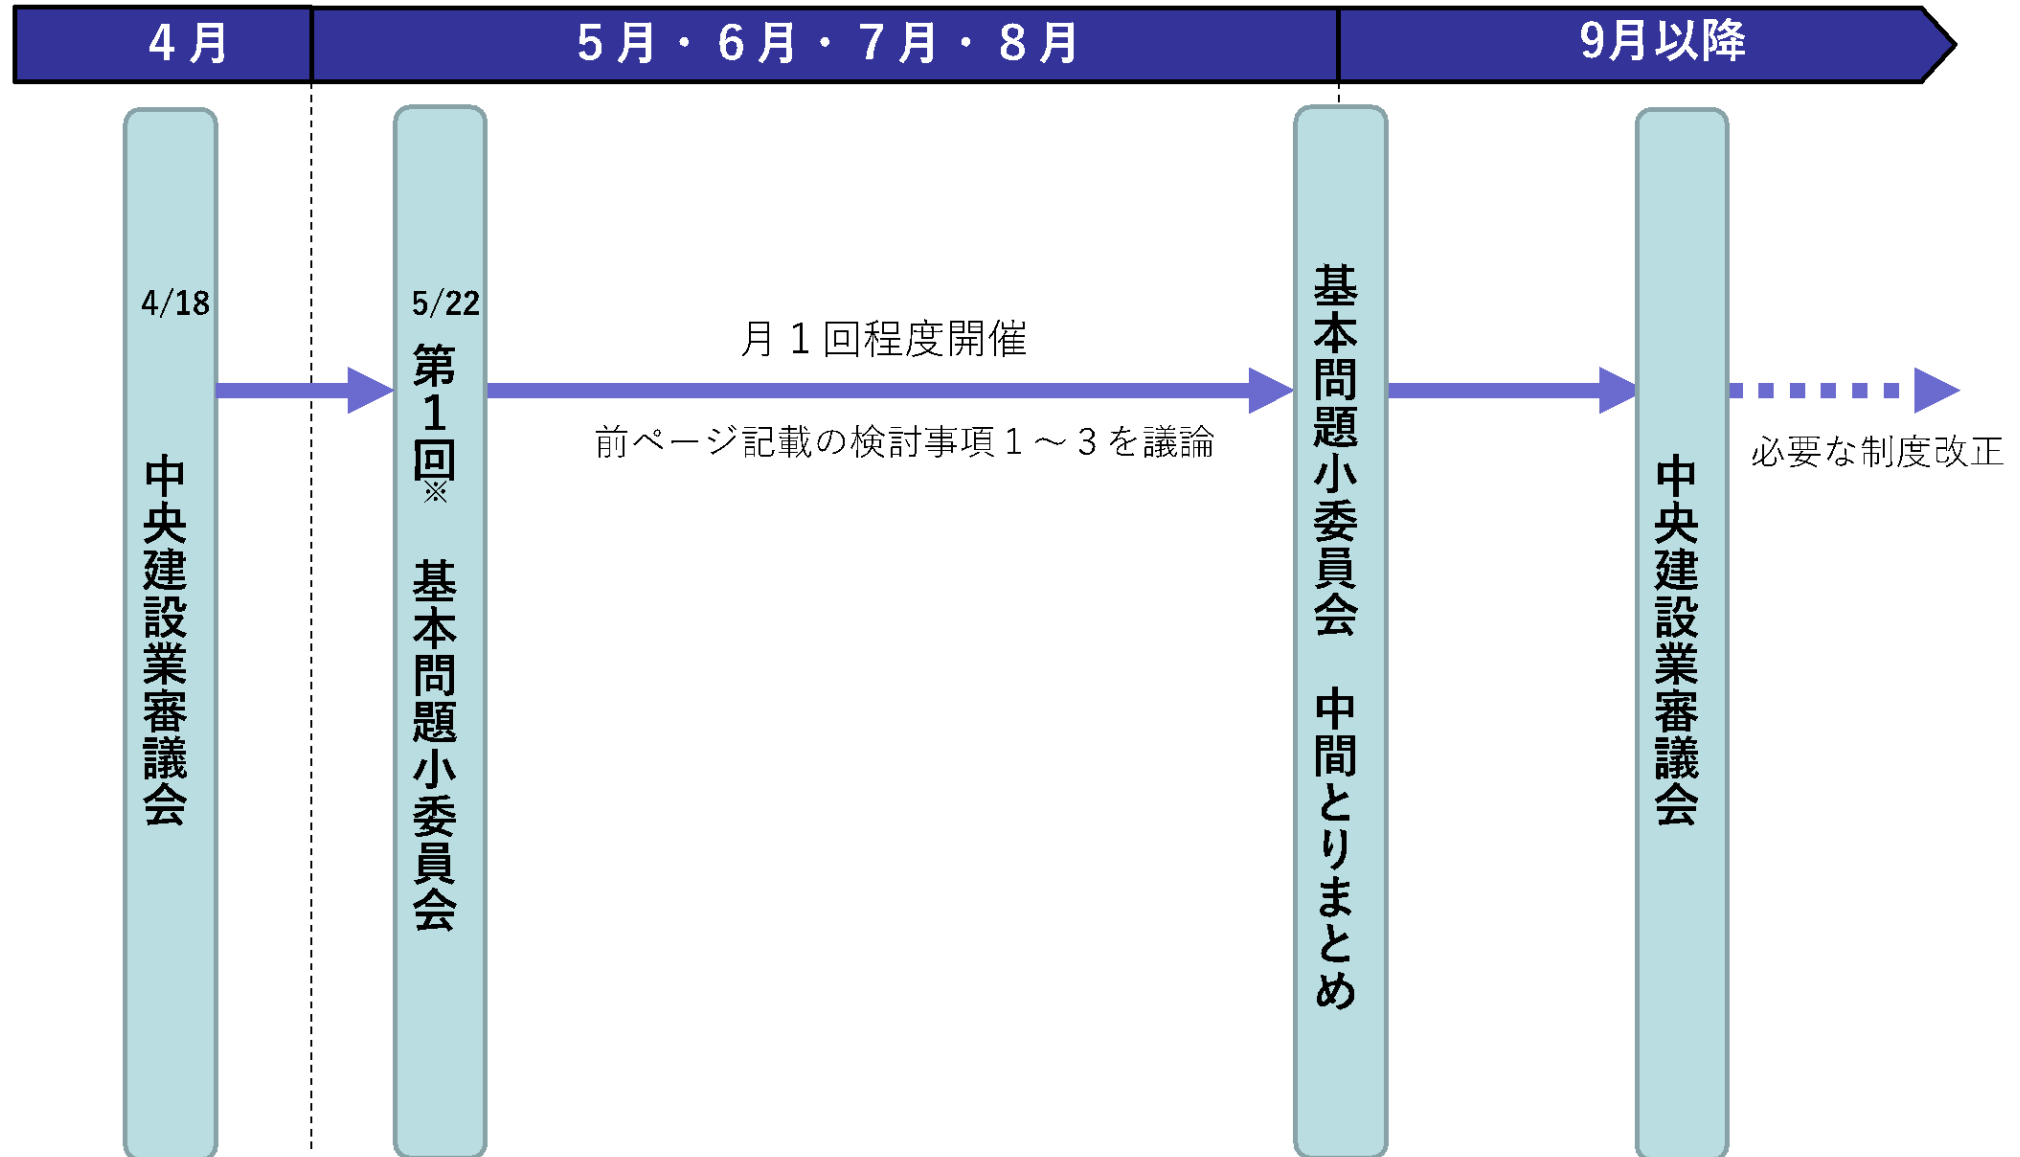 4月
5月・6月・7月・8月
9月以降
4/18
中央建設業審議会
5/22
第1回※　基本問題小委員会
月1回程度開催
前ページ記載の検討事項1～3を議論
基本問題小委員会　中間とりまとめ
中央建設業審議会
必要な制度改正